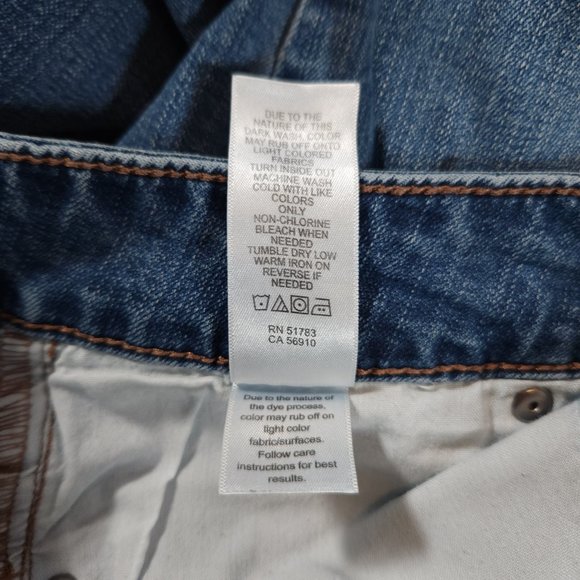 DUE TO THE
NATURE OF THIS
DARK WASH, COLOR
MAY RUB OFF ONTO
LIGHT COLORED
FABRICS
TURN INSIDE OUT
MACHINE WASH
COLD WITH LIKE
COLORS
ONLY
NON-CHLORINE
BLEACH WHEN
NEEDED
TUMBLE DRY LOW
WARM IRON ON
REVERSE IF
NEEDED
RN 51783
CA 56910
Due to the nature of
the dye process,
color may rub off on
light color
fabric/surfaces.
Follow care
instructions for best
results.